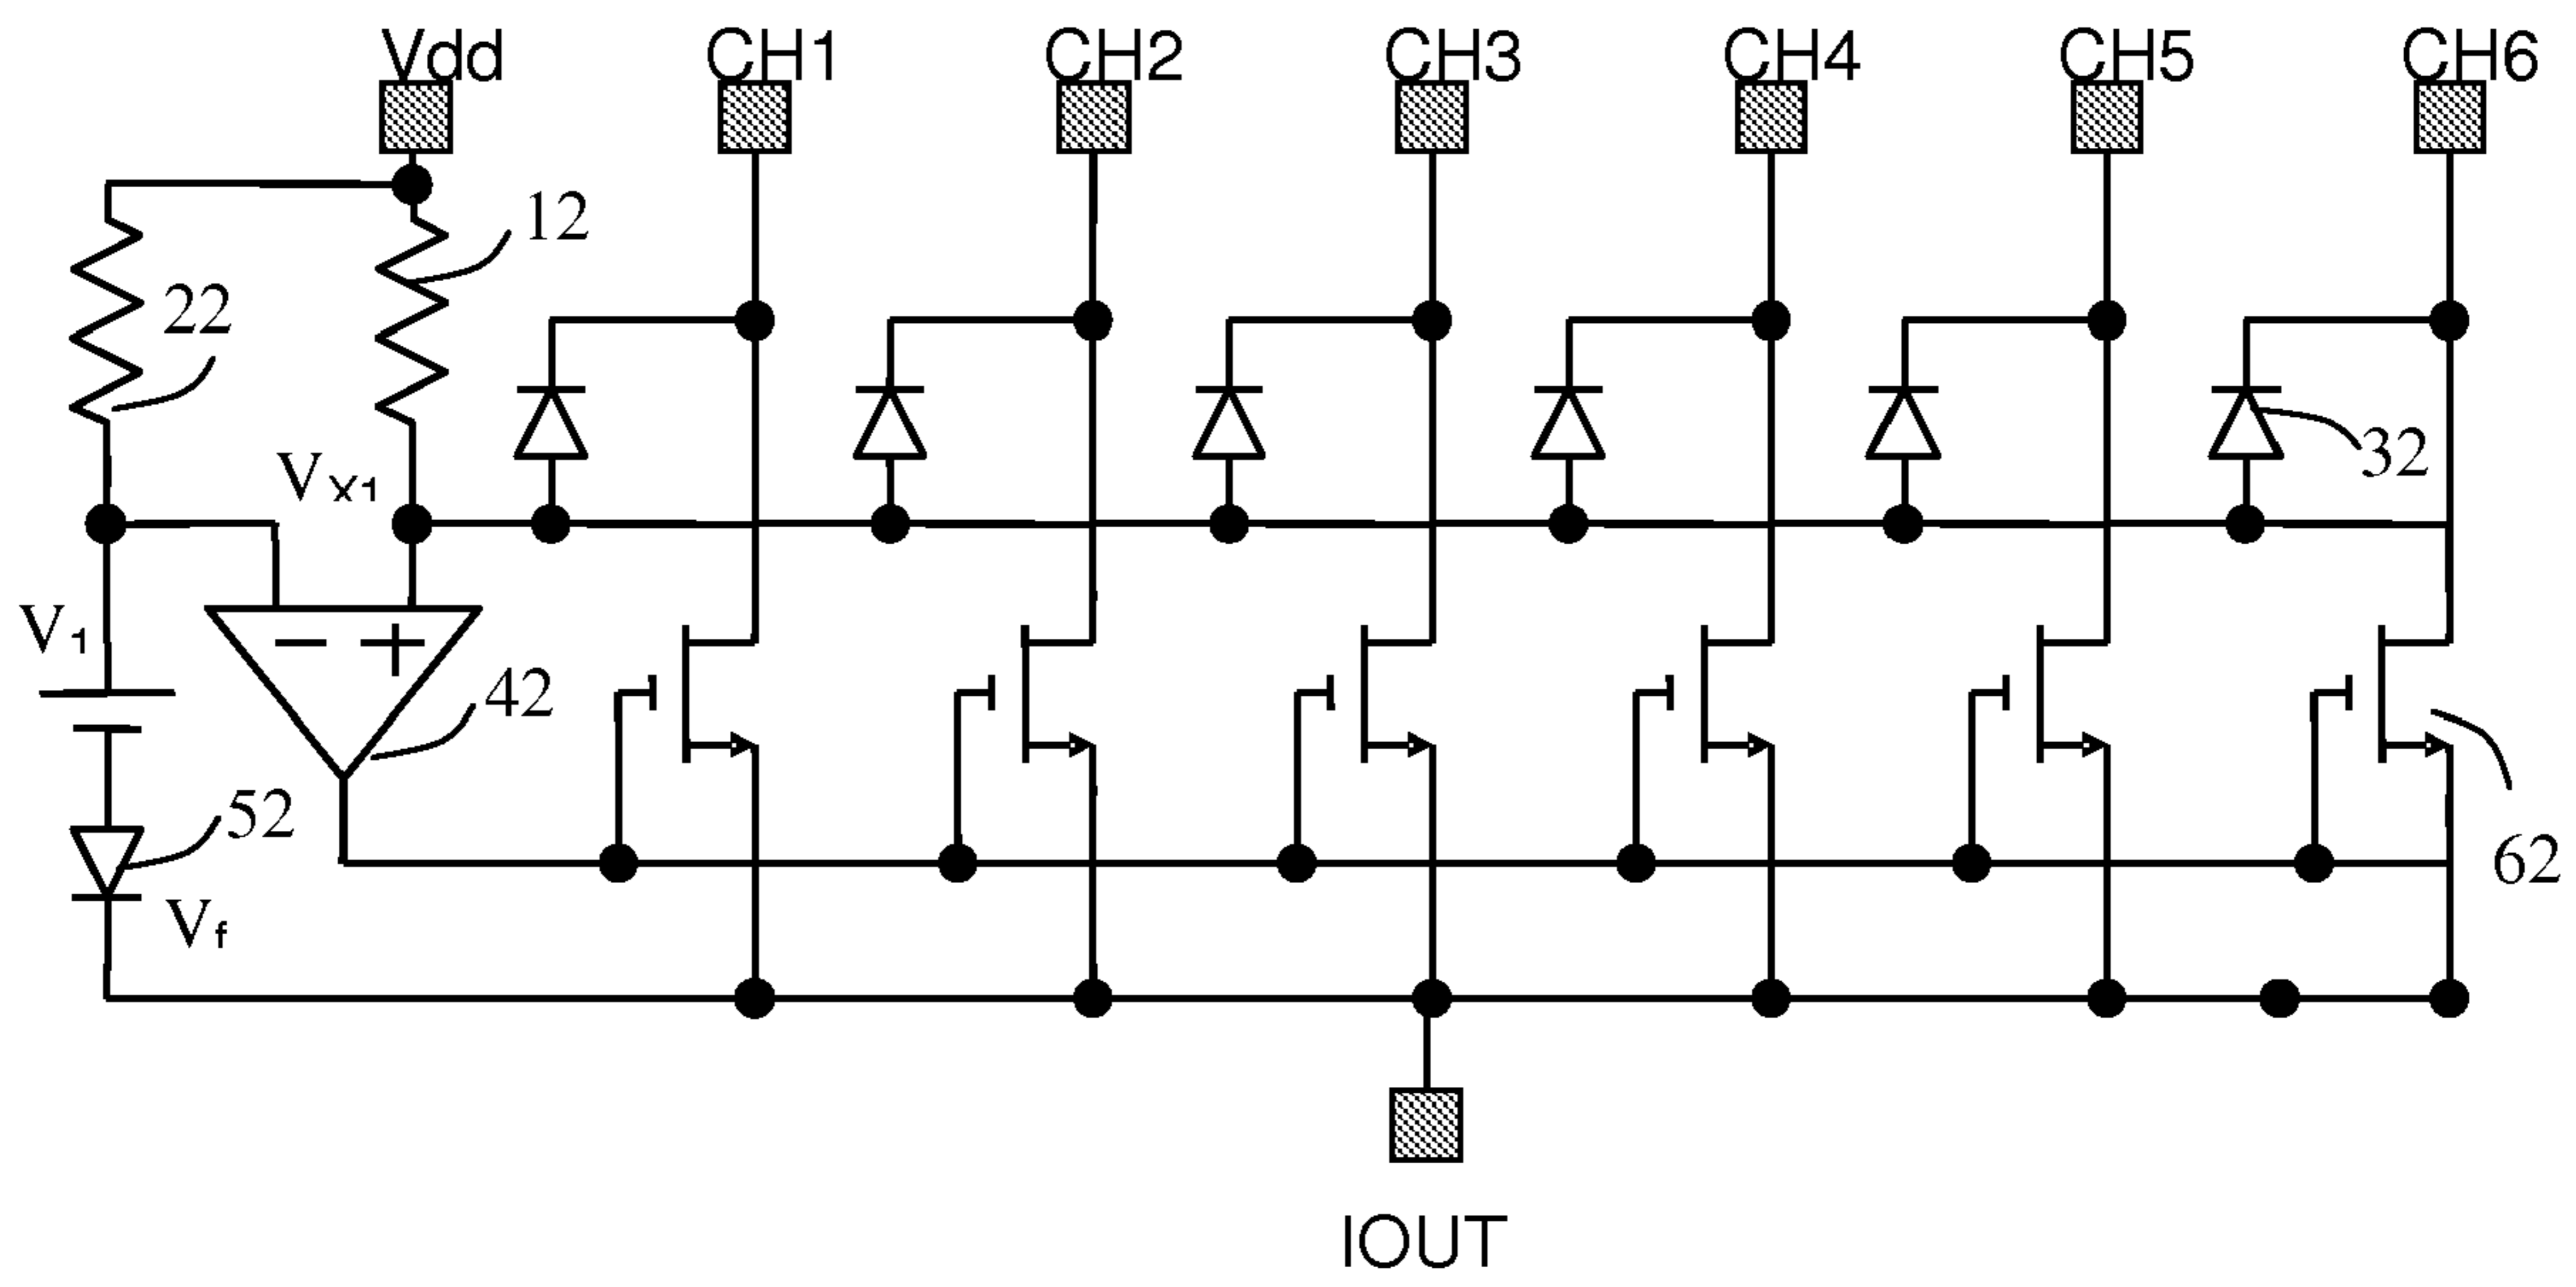 Vdd CH1 CH2 CH3 CH4 CH5 CH6
12
22
VX1
32
V1
− +
42
52
62
Vf
IOUT